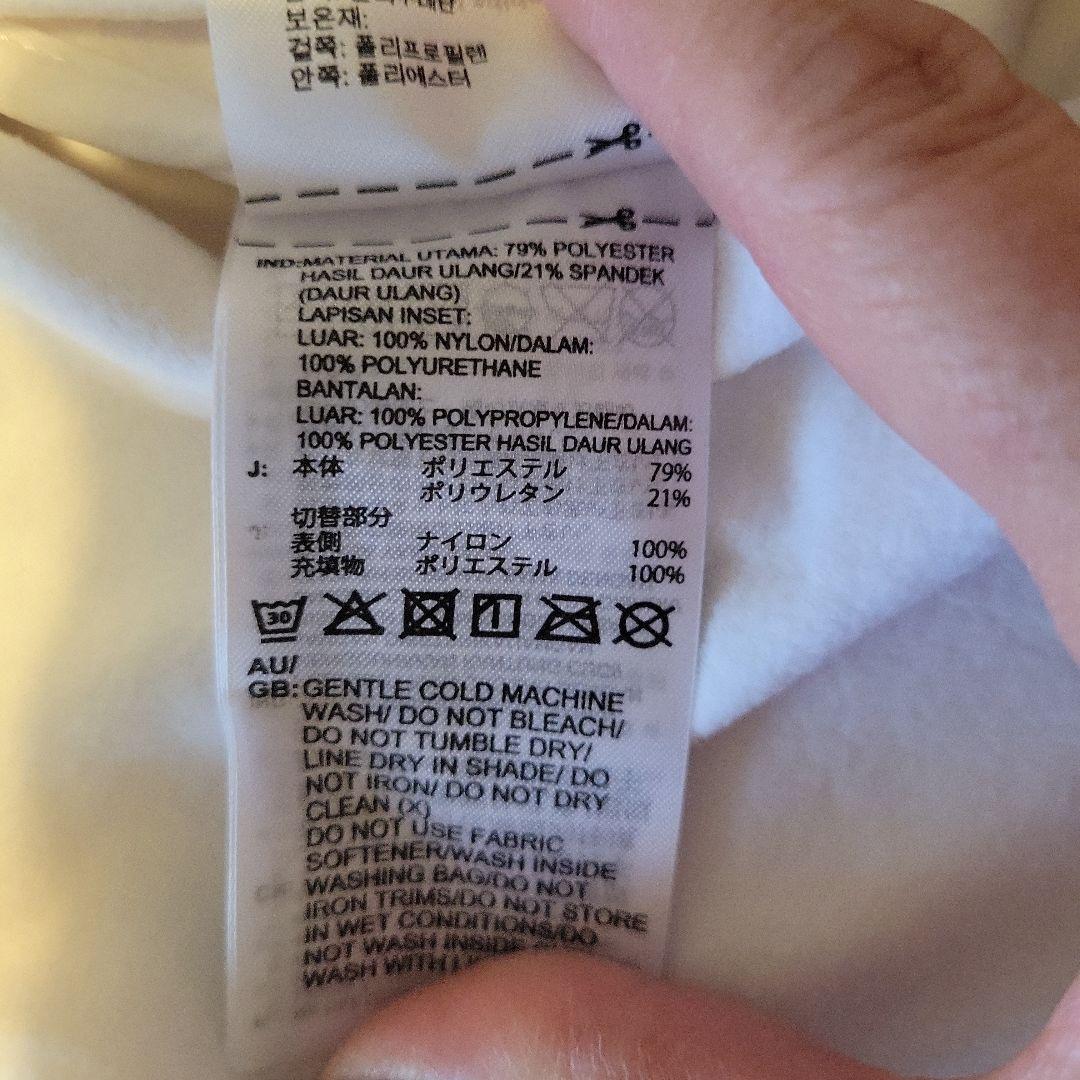 보온재:
겉쪽: 폴리프로필렌
안쪽: 폴리에스터
IND:MATERIAL UTAMA: 79% POLYESTER
HASIL DAUR ULANG/21% SPANDEK
(DAUR ULANG)
LAPISAN INSET:
LUAR: 100% NYLON/DALAM:
100% POLYURETHANE
BANTALAN:
LUAR: 100% POLYPROPYLENE/DALAM:
100% POLYESTER HASIL DAUR ULANG
J: 本体 ポリエステル 79%
ポリウレタン 21%
切替部分
表側 ナイロン 100%
充填物 ポリエステル 100%
30
AU/
GB: GENTLE COLD MACHINE
WASH/ DO NOT BLEACH/
DO NOT TUMBLE DRY/
LINE DRY IN SHADE/ DO
NOT IRON/ DO NOT DRY
CLEAN (X)
DO NOT USE FABRIC
SOFTENER/WASH INSIDE
WASHING BAG/DO NOT
IRON TRIMS/DO NOT STORE
IN WET CONDITIONS/DO
NOT WASH INSIDE
WASH WITH